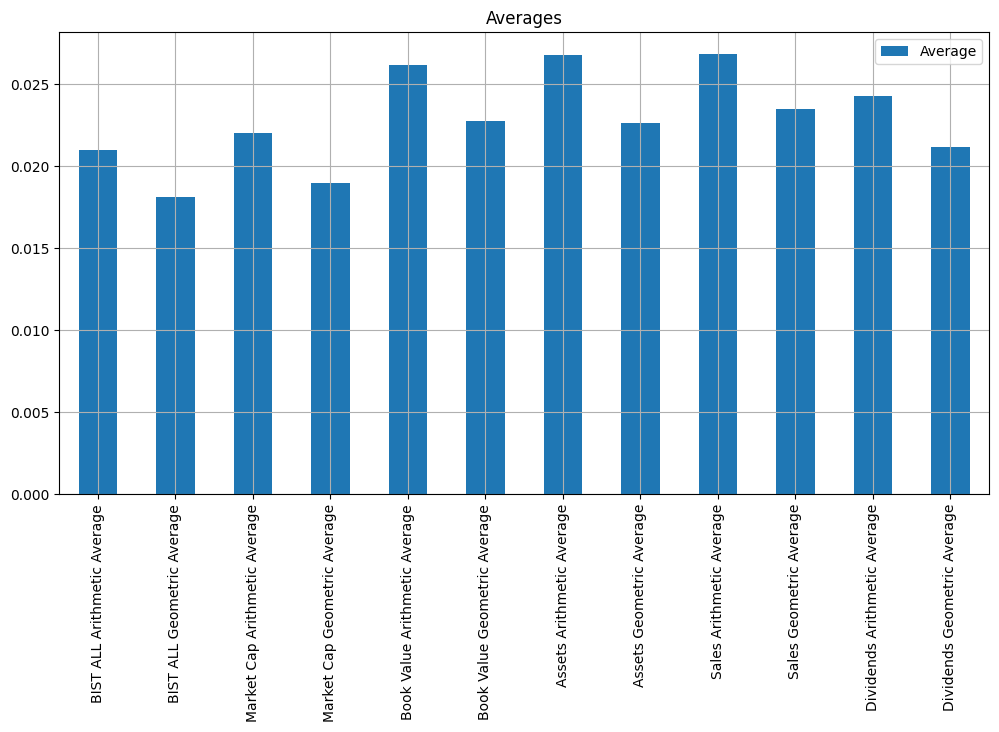 Averages
Average
0.025
0.020
0.015
0.010
0.005
0.000
BIST ALL Arithmetic Average
BIST ALL Geometric Average
Market Cap Arithmetic Average
Market Cap Geometric Average
Book Value Arithmetic Average
Book Value Geometric Average
Assets Arithmetic Average
Assets Geometric Average
Sales Arithmetic Average
Sales Geometric Average
Dividends Arithmetic Average
Dividends Geometric Average